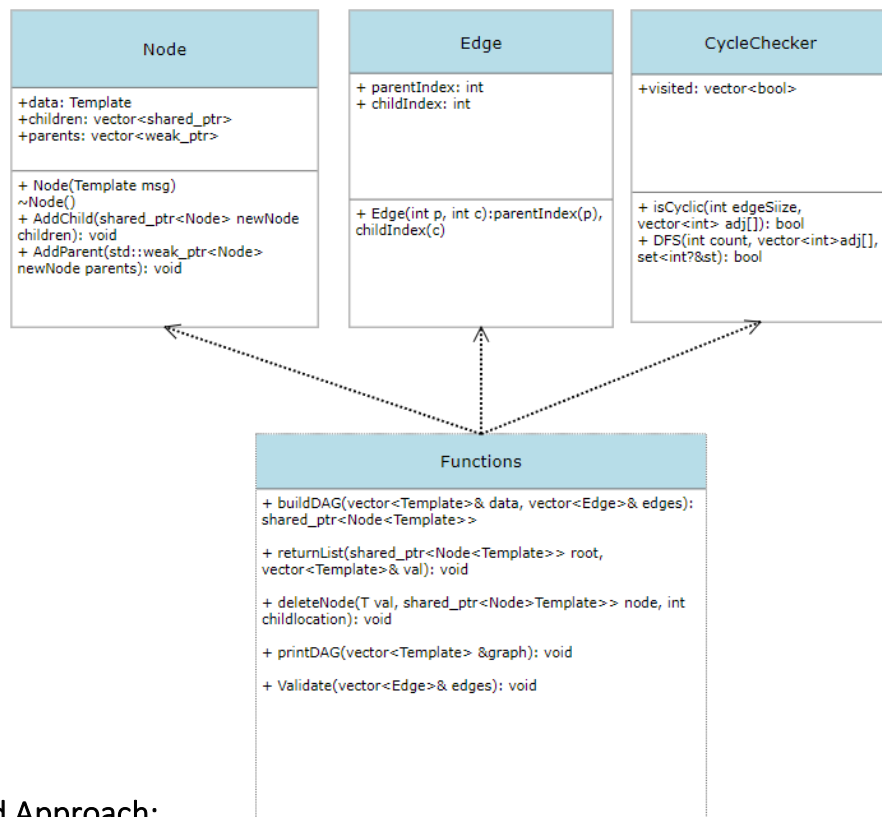 Node
+data: Template
+children: vector<shared_ptr>
+parents: vector<weak_ptr>
+ Node(Template msg)
~Node()
+ AddChild(shared_ptr<Node> newNode
children): void
+ AddParent(std::weak_ptr<Node>
newNode parents): void
Edge
+ parentIndex: int
+ childIndex: int
+ Edge(int p, int c):parentIndex(p),
childIndex(c)
CycleChecker
+visited: vector<bool>
+ isCyclic(int edgeSiize,
vector<int> adj[]): bool
+ DFS(int count, vector<int>adj[],
set<int?&st): bool
Functions
+ buildDAG(vector<Template>& data, vector<Edge>& edges):
shared_ptr<Node<Template>>
+ returnList(shared_ptr<Node<Template>> root,
vector<Template>& val): void
+ deleteNode(T val, shared_ptr<Node>Template>> node, int
childlocation): void
+ printDAG(vector<Template> &graph): void
+ Validate(vector<Edge>& edges): void
Approach: